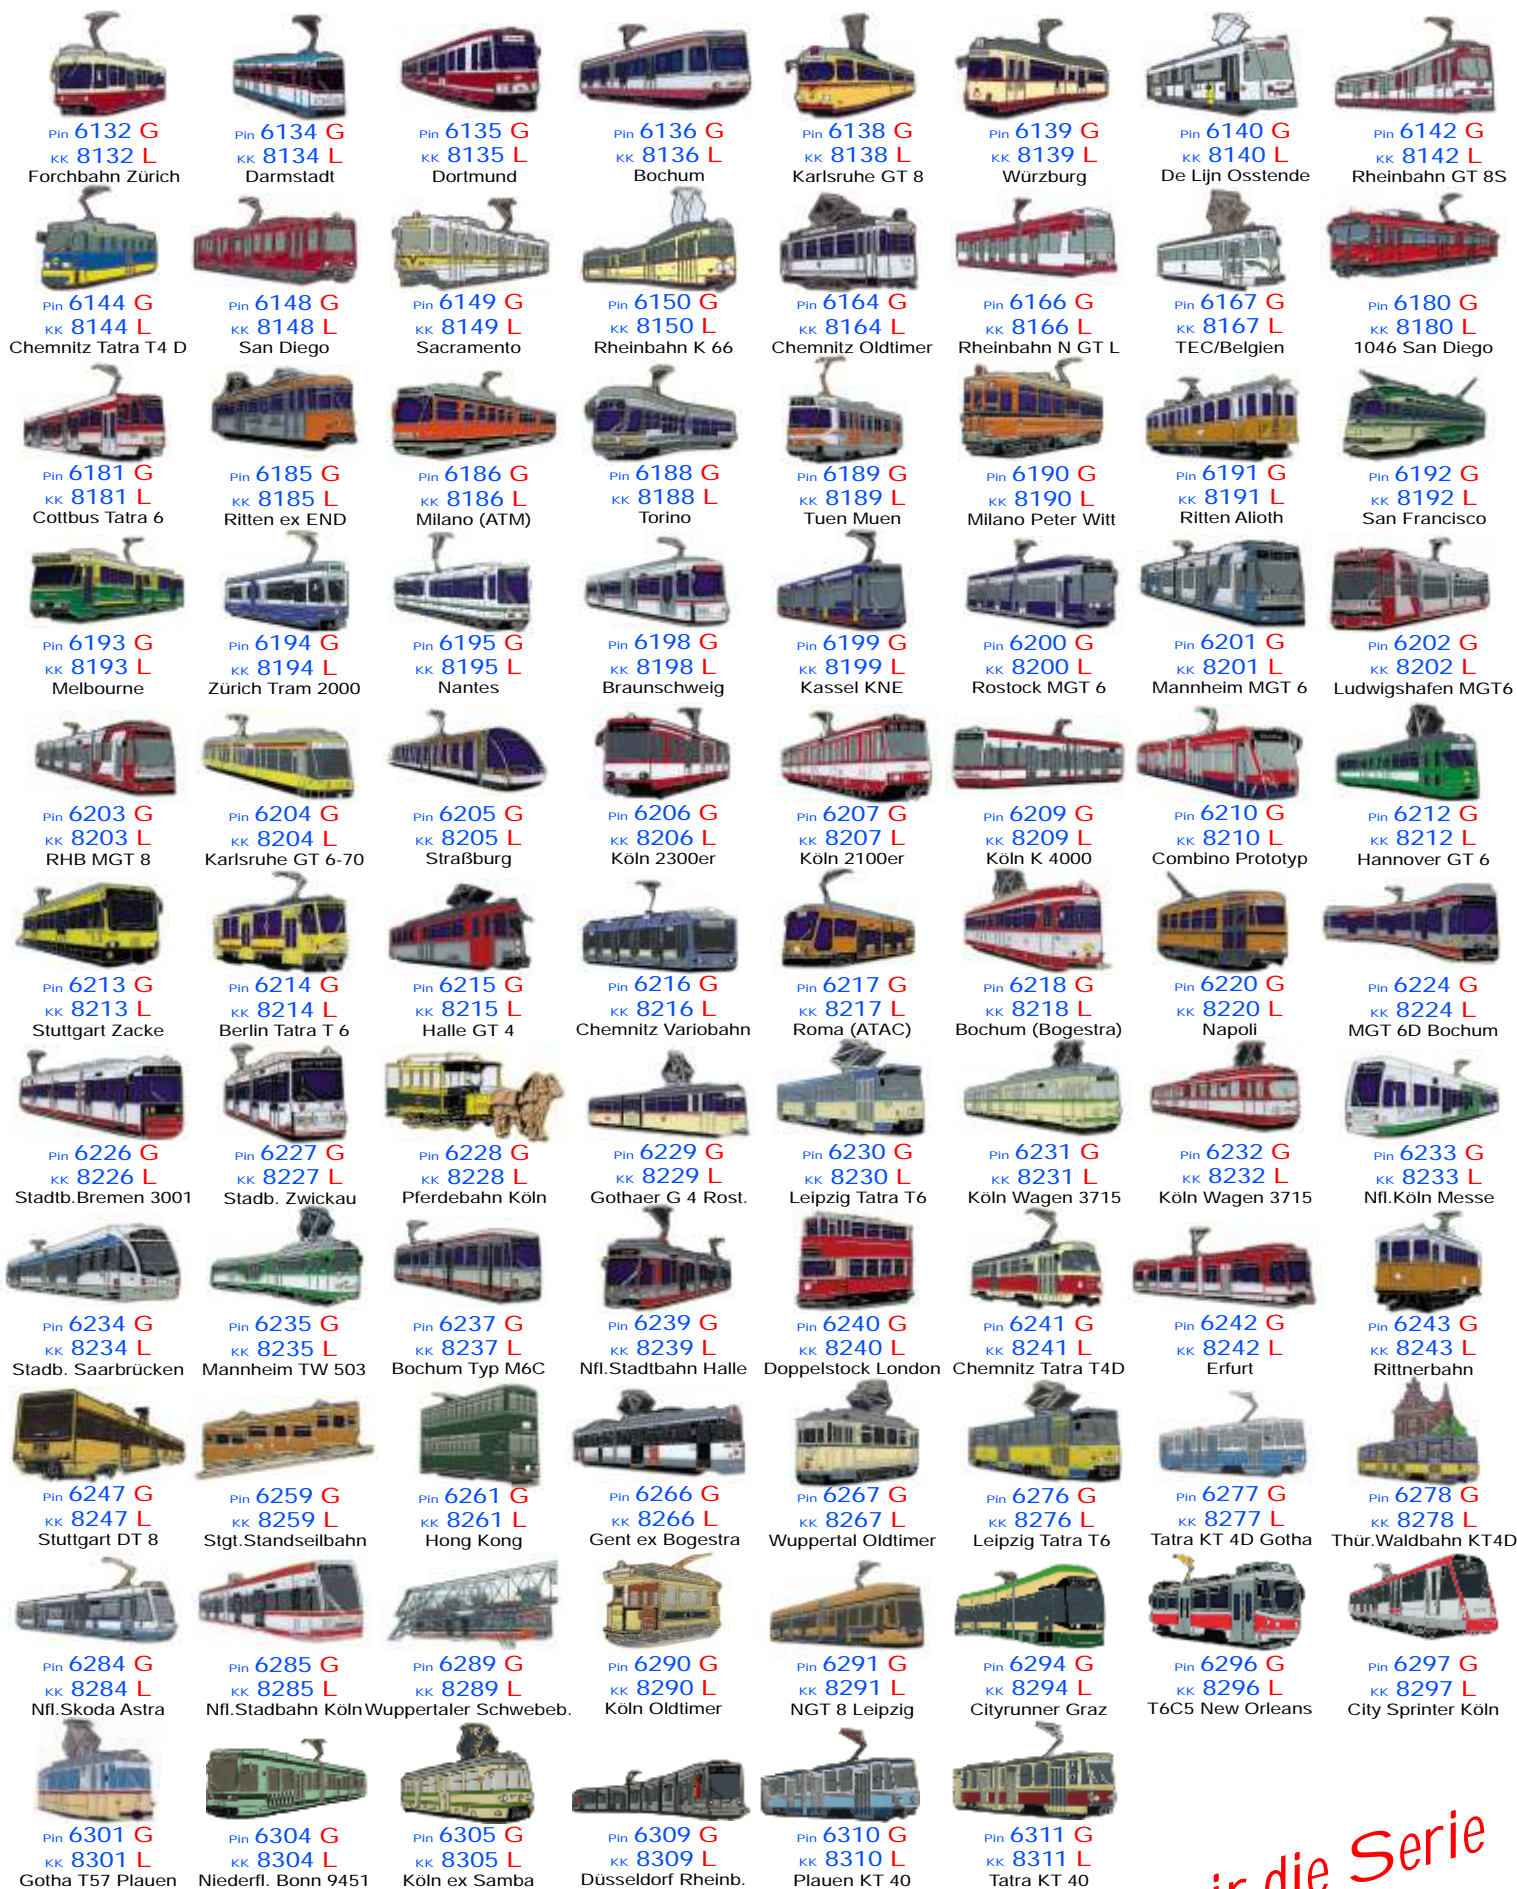 Pin 6132 G
KK 8132 L
Forchbahn Zürich
Pin 6134 G
KK 8134 L
Darmstadt
Pin 6135 G
KK 8135 L
Dortmund
Pin 6136 G
KK 8136 L
Bochum
Pin 6138 G
KK 8138 L
Karlsruhe GT 8
Pin 6139 G
KK 8139 L
Würzburg
Pin 6140 G
KK 8140 L
De Lijn Osstende
Pin 6142 G
KK 8142 L
Rheinbahn GT 8S
Pin 6144 G
KK 8144 L
Chemnitz Tatra T4 D
Pin 6148 G
KK 8148 L
San Diego
Pin 6149 G
KK 8149 L
Sacramento
Pin 6150 G
KK 8150 L
Rheinbahn K 66
Pin 6164 G
KK 8164 L
Chemnitz Oldtimer
Pin 6166 G
KK 8166 L
Rheinbahn N GT L
Pin 6167 G
KK 8167 L
TEC/Belgien
Pin 6180 G
KK 8180 L
1046 San Diego
Pin 6181 G
KK 8181 L
Cottbus Tatra 6
Pin 6185 G
KK 8185 L
Ritten ex END
Pin 6186 G
KK 8186 L
Milano (ATM)
Pin 6188 G
KK 8188 L
Torino
Pin 6189 G
KK 8189 L
Tuen Muen
Pin 6190 G
KK 8190 L
Milano Peter Witt
Pin 6191 G
KK 8191 L
Ritten Alioth
Pin 6192 G
KK 8192 L
San Francisco
Pin 6193 G
KK 8193 L
Melbourne
Pin 6194 G
KK 8194 L
Zürich Tram 2000
Pin 6195 G
KK 8195 L
Nantes
Pin 6198 G
KK 8198 L
Braunschweig
Pin 6199 G
KK 8199 L
Kassel KNE
Pin 6200 G
KK 8200 L
Rostock MGT 6
Pin 6201 G
KK 8201 L
Mannheim MGT 6
Pin 6202 G
KK 8202 L
Ludwigshafen MGT6
Pin 6203 G
KK 8203 L
RHB MGT 8
Pin 6204 G
KK 8204 L
Karlsruhe GT 6-70
Pin 6205 G
KK 8205 L
Straßburg
Pin 6206 G
KK 8206 L
Köln 2300er
Pin 6207 G
KK 8207 L
Köln 2100er
Pin 6209 G
KK 8209 L
Köln K 4000
Pin 6210 G
KK 8210 L
Combino Prototyp
Pin 6212 G
KK 8212 L
Hannover GT 6
Pin 6213 G
KK 8213 L
Stuttgart Zacke
Pin 6214 G
KK 8214 L
Berlin Tatra T 6
Pin 6215 G
KK 8215 L
Halle GT 4
Pin 6216 G
KK 8216 L
Chemnitz Variobahn
Pin 6217 G
KK 8217 L
Roma (ATAC)
Pin 6218 G
KK 8218 L
Bochum (Bogestra)
Pin 6220 G
KK 8220 L
Napoli
Pin 6224 G
KK 8224 L
MGT 6D Bochum
Pin 6226 G
KK 8226 L
Stadtb.Bremen 3001
Pin 6227 G
KK 8227 L
Stadb. Zwickau
Pin 6228 G
KK 8228 L
Pferdebahn Köln
Pin 6229 G
KK 8229 L
Gothaer G 4 Rost.
Pin 6230 G
KK 8230 L
Leipzig Tatra T6
Pin 6231 G
KK 8231 L
Köln Wagen 3715
Pin 6232 G
KK 8232 L
Köln Wagen 3715
Pin 6233 G
KK 8233 L
Nfl.Köln Messe
Pin 6234 G
KK 8234 L
Stadb. Saarbrücken
Pin 6235 G
KK 8235 L
Mannheim TW 503
Pin 6237 G
KK 8237 L
Bochum Typ M6C
Pin 6239 G
KK 8239 L
Nfl.Stadtbahn Halle
Pin 6240 G
KK 8240 L
Doppelstock London
Pin 6241 G
KK 8241 L
Chemnitz Tatra T4D
Pin 6242 G
KK 8242 L
Erfurt
Pin 6243 G
KK 8243 L
Rittnerbahn
Pin 6247 G
KK 8247 L
Stuttgart DT 8
Pin 6259 G
KK 8259 L
Stgt.Standseilbahn
Pin 6261 G
KK 8261 L
Hong Kong
Pin 6266 G
KK 8266 L
Gent ex Bogestra
Pin 6267 G
KK 8267 L
Wuppertal Oldtimer
Pin 6276 G
KK 8276 L
Leipzig Tatra T6
Pin 6277 G
KK 8277 L
Tatra KT 4D Gotha
Pin 6278 G
KK 8278 L
Thür.Waldbahn KT4D
Pin 6284 G
KK 8284 L
Nfl.Skoda Astra
Pin 6285 G
KK 8285 L
Nfl.Stadbahn Köln
Pin 6289 G
KK 8289 L
Wuppertaler Schwebeb.
Pin 6290 G
KK 8290 L
Köln Oldtimer
Pin 6291 G
KK 8291 L
NGT 8 Leipzig
Pin 6294 G
KK 8294 L
Cityrunner Graz
Pin 6296 G
KK 8296 L
T6C5 New Orleans
Pin 6297 G
KK 8297 L
City Sprinter Köln
Pin 6301 G
KK 8301 L
Gotha T57 Plauen
Pin 6304 G
KK 8304 L
Niederfl. Bonn 9451
Pin 6305 G
KK 8305 L
Köln ex Samba
Pin 6309 G
KK 8309 L
Düsseldorf Rheinb.
Pin 6310 G
KK 8310 L
Plauen KT 40
Pin 6311 G
KK 8311 L
Tatra KT 40
die Serie